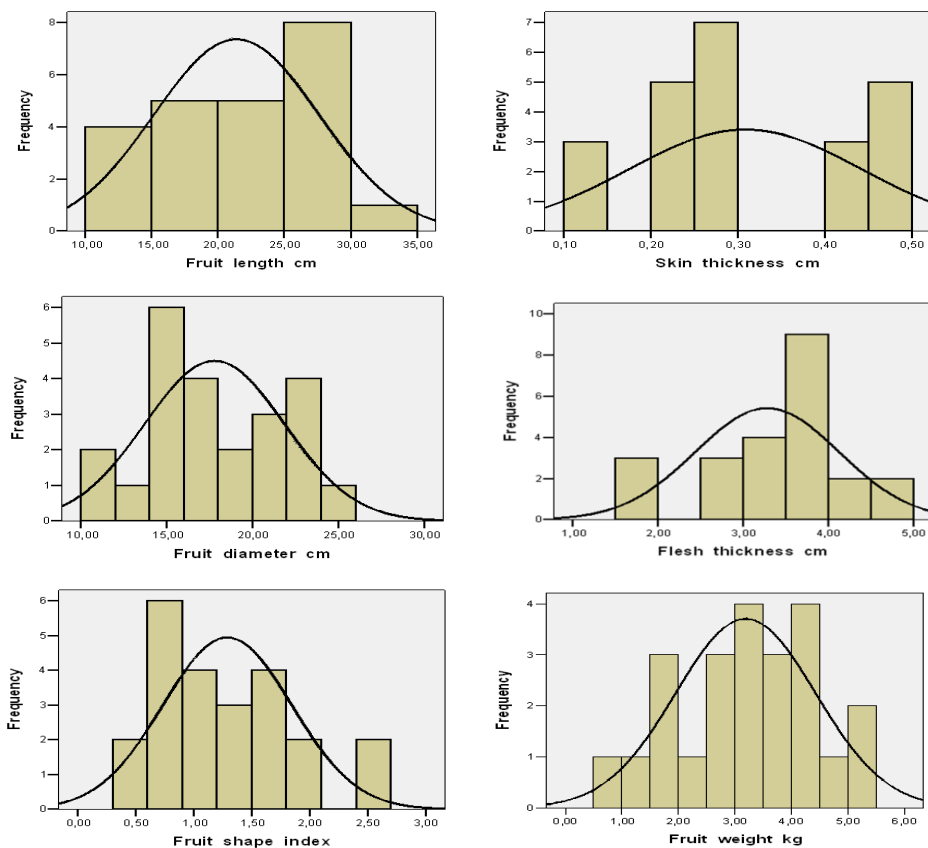 Frequency
8
6
4
2
0
10,00 15,00 20,00 25,00 30,00 35,00
Fruit length cm
Frequency
7
6
5
4
3
2
1
0
0,10 0,20 0,30 0,40 0,50
Skin thickness cm
Frequency
6
5
4
3
2
1
0
10,00 15,00 20,00 25,00 30,00
Fruit diameter cm
Frequency
10
8
6
4
2
0
1,00 2,00 3,00 4,00 5,00
Flesh thickness cm
Frequency
6
5
4
3
2
1
0
0,00 0,50 1,00 1,50 2,00 2,50 3,00
Fruit shape index
Frequency
4
3
2
1
0
0,00 1,00 2,00 3,00 4,00 5,00 6,00
Fruit weight kg